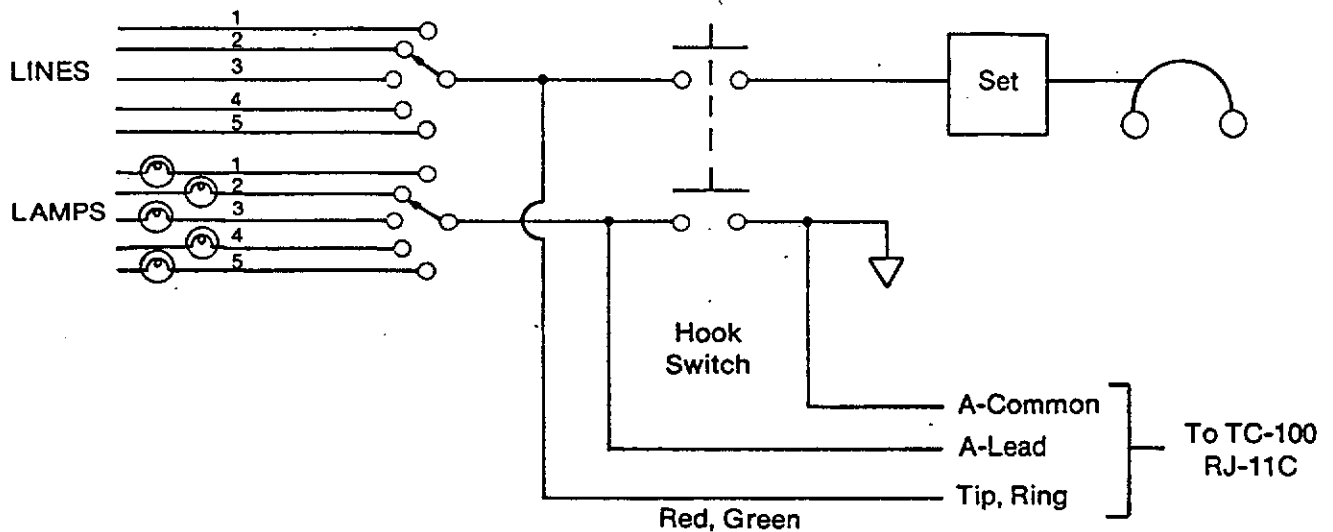 LINES
1
2
3
4
5
LAMPS
1
2
3
4
5
Set
Hook
Switch
A-Common
A-Lead
Tip, Ring
Red, Green
To TC-100
RJ-11C